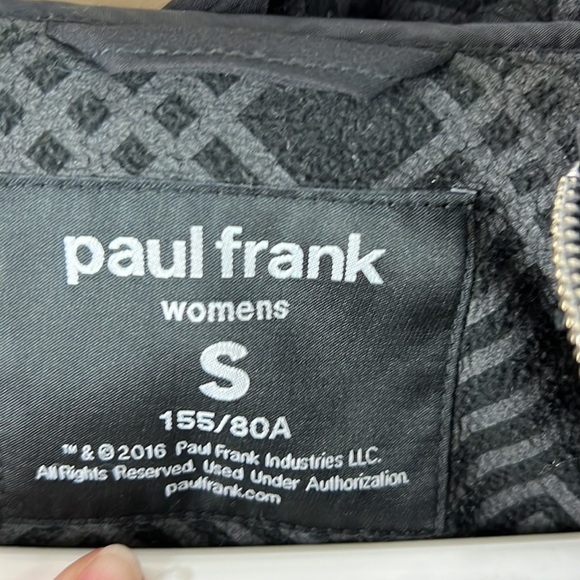 paul frank
womens
S
155/80A
™ & ©2016 Paul Frank Industries LLC.
All Rights Reserved. Used Under Authorization.
paulfrank.com